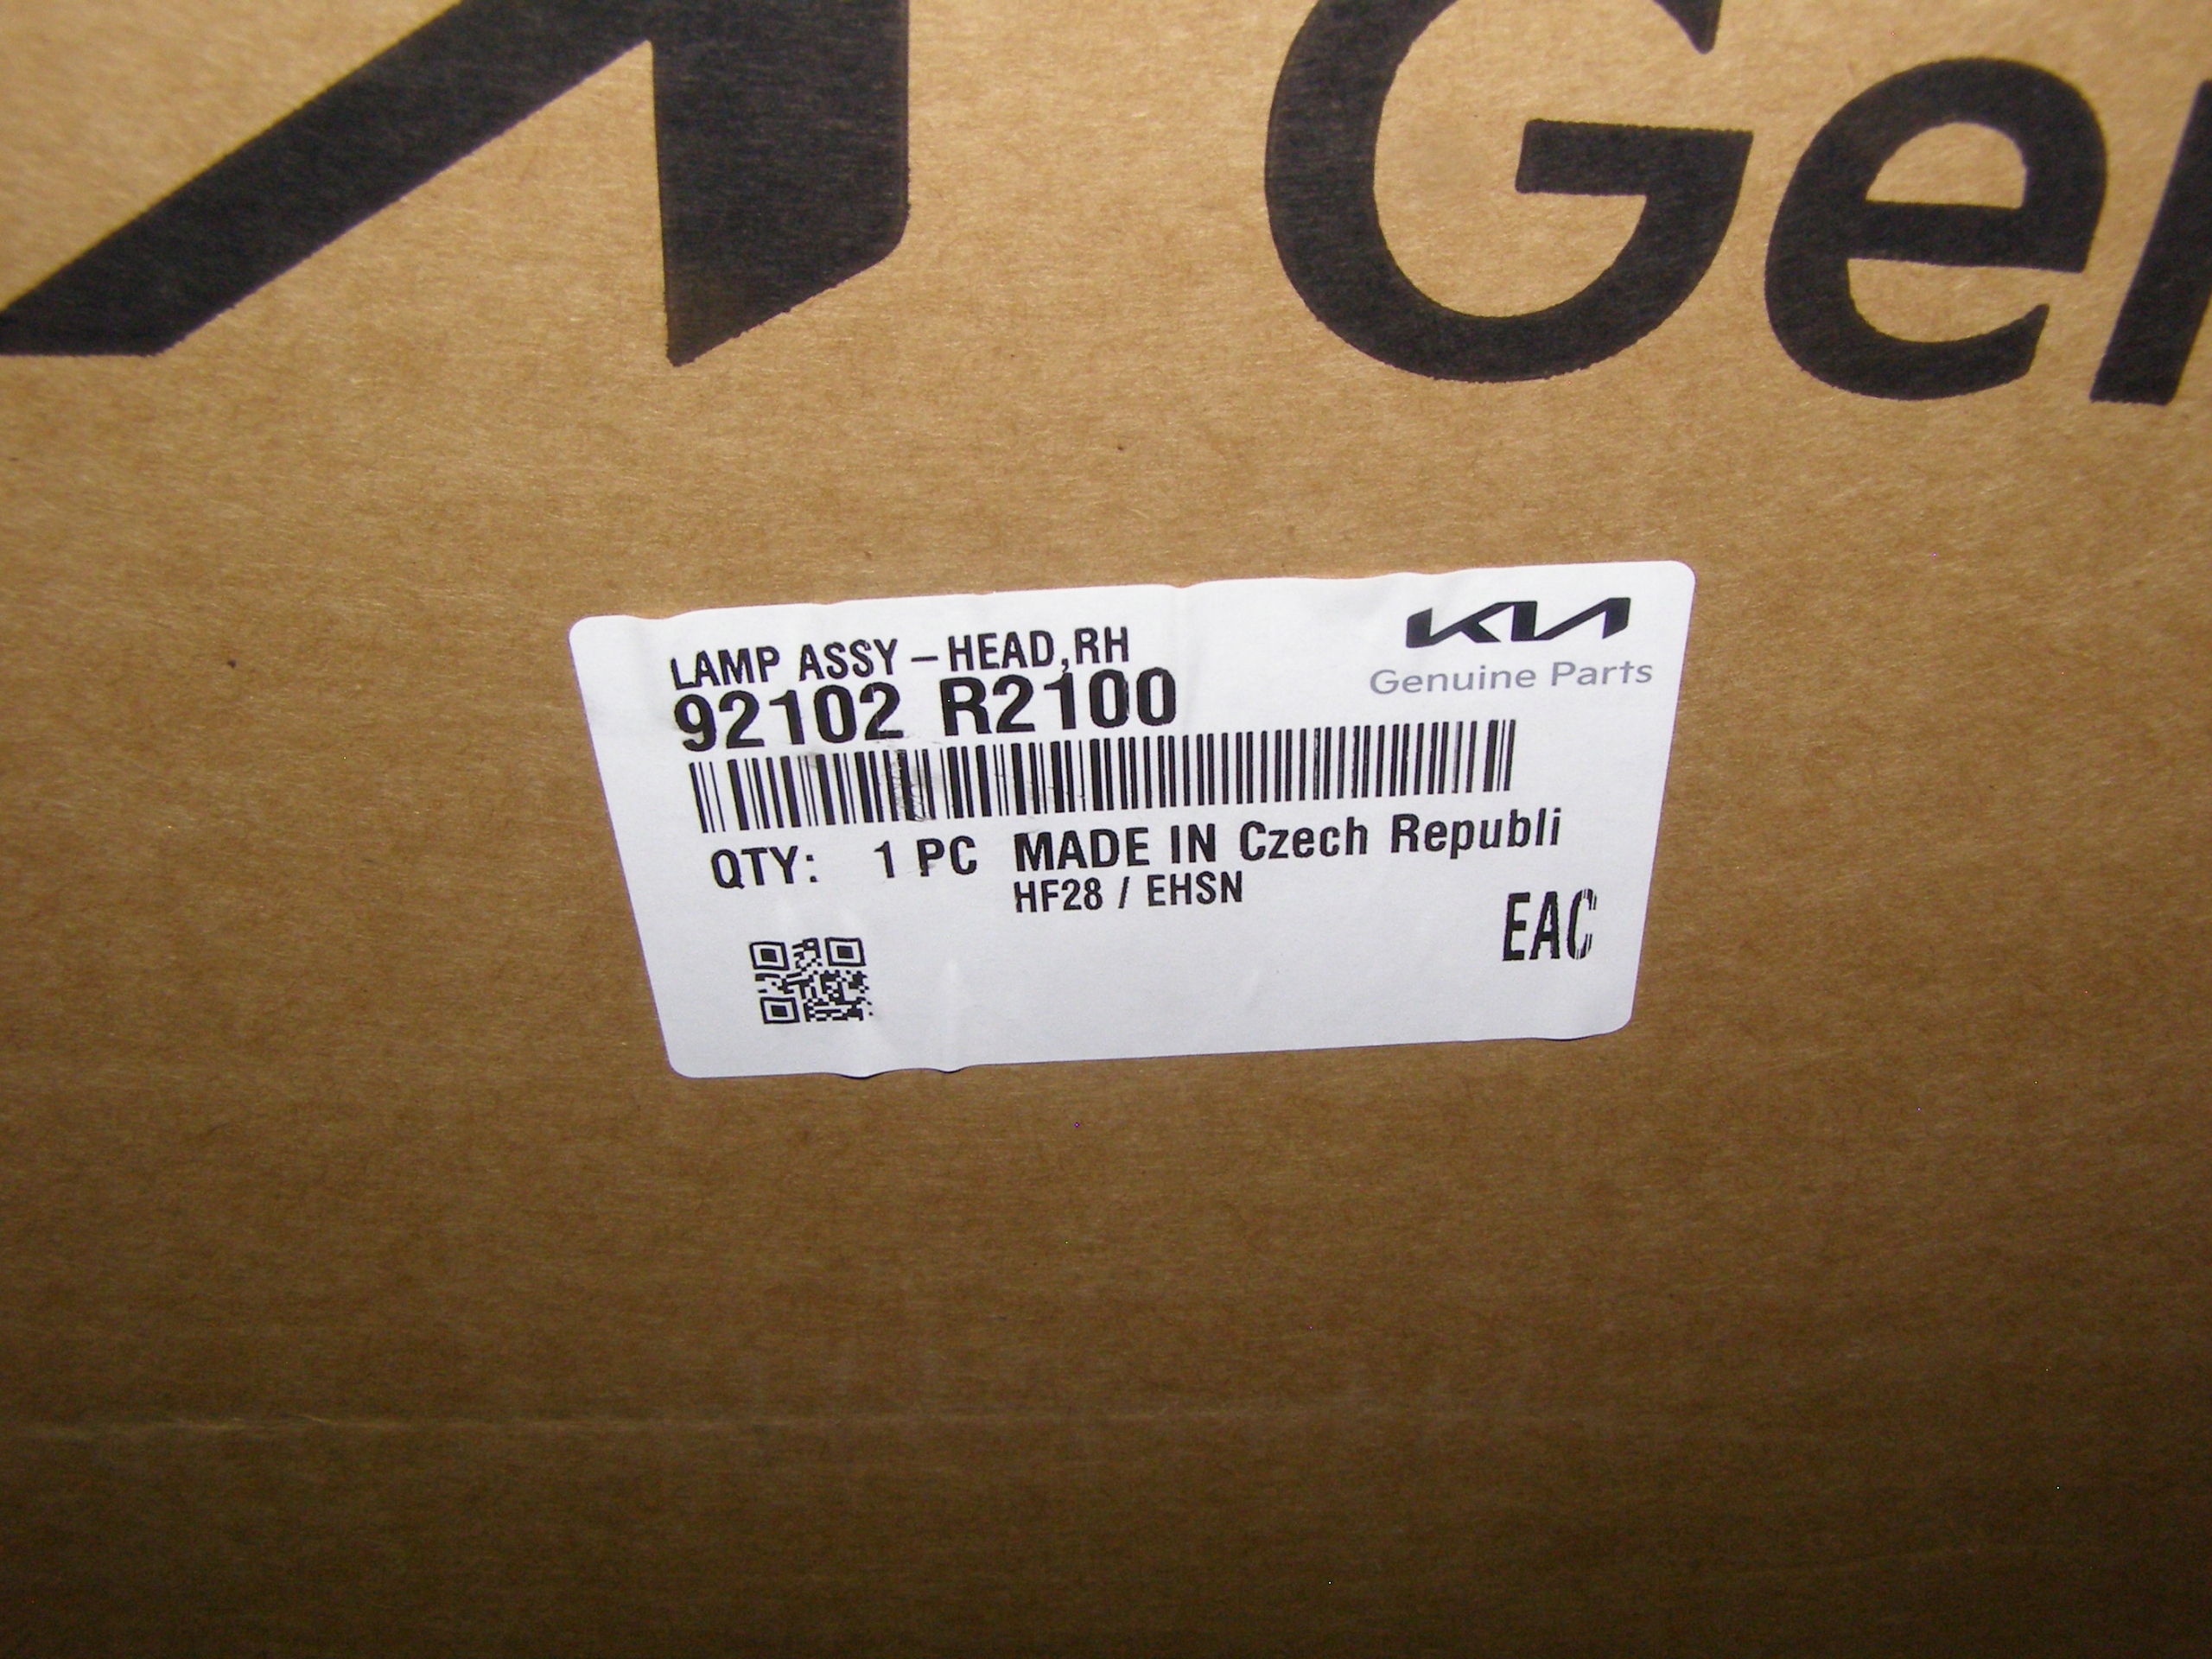 Gen
LAMP ASSY – HEAD,RH
KIA
Genuine Parts
92102 R2100
QTY: 1 PC MADE IN Czech Republi
HF28 / EHSN
EAC